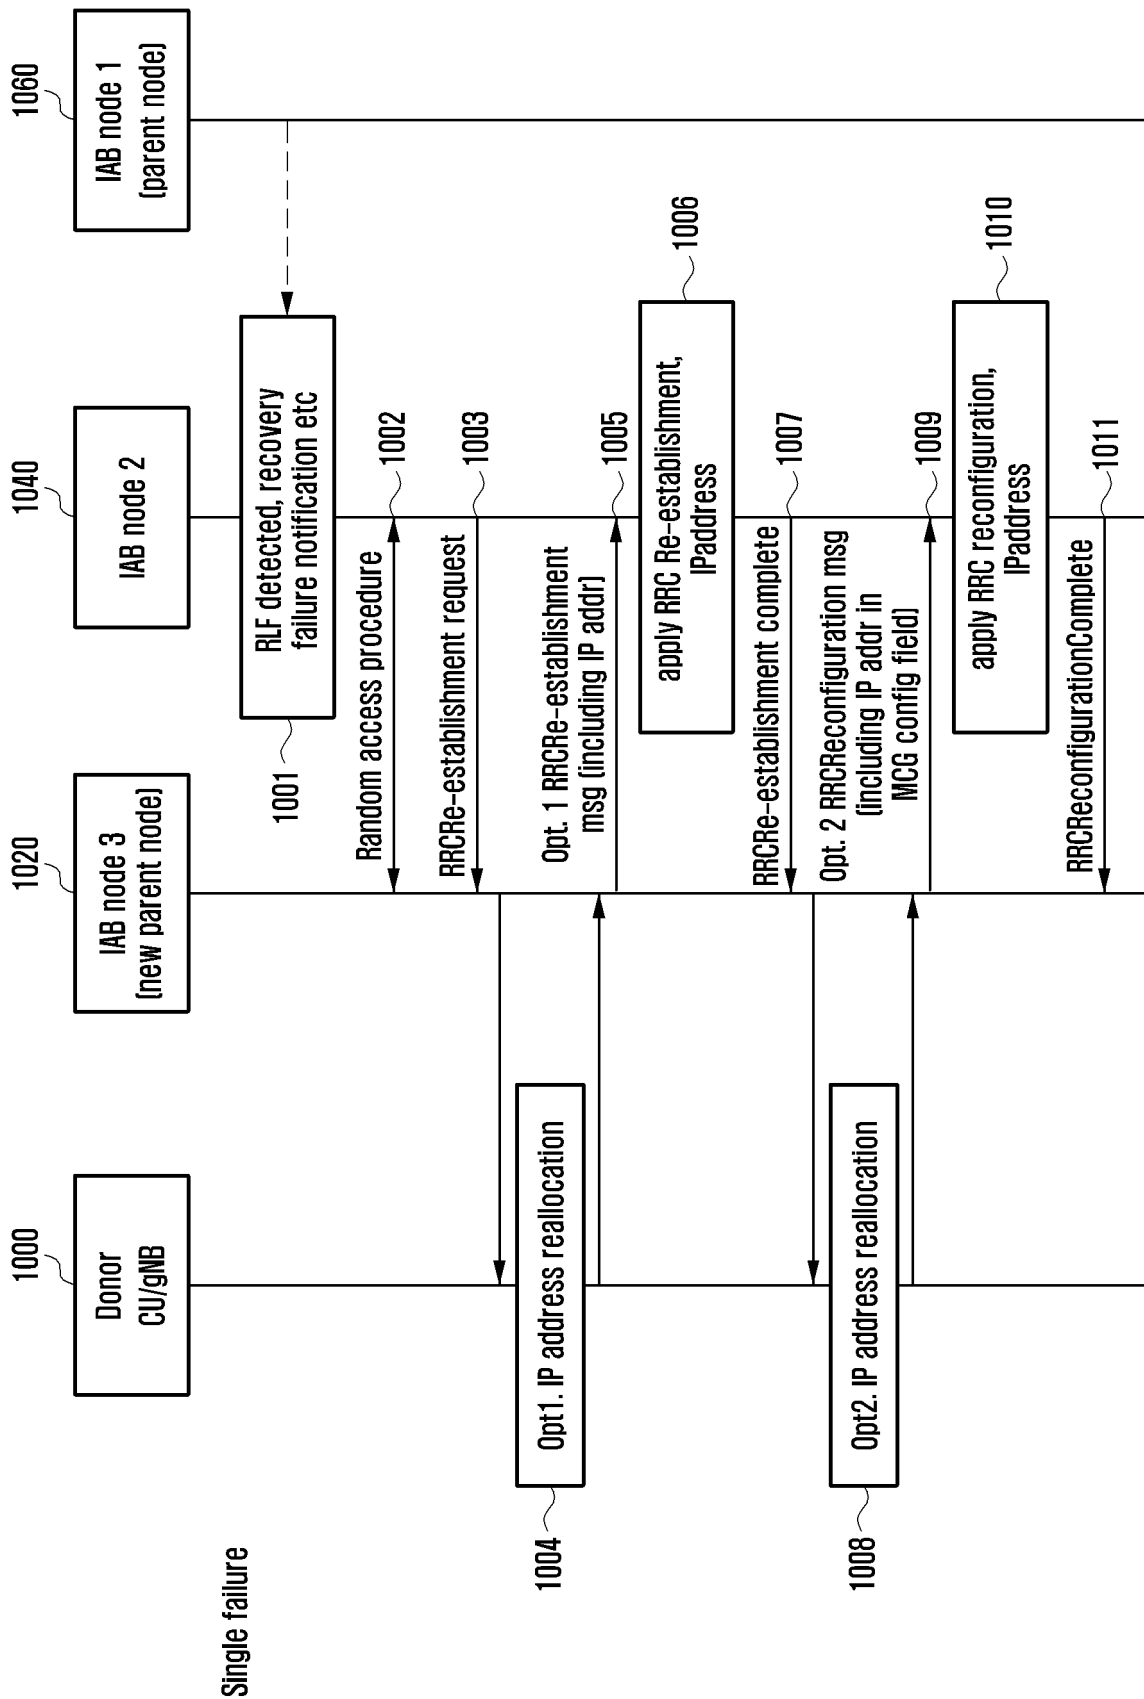 Single failure
1000
Donor
CU/gNB
1020
IAB node 3
(new parent node)
1040
IAB node 2
1060
IAB node 1
(parent node)
1001
RLF detected, recovery
failure notification etc
Random access procedure
1002
RRCRe-establishment request
1003
1004
Opt1. IP address reallocation
Opt. 1 RRCRe-establishment
msg (including IP addr)
1005
apply RRC Re-establishment,
IPaddress
1006
RRCRe-establishment complete
1007
1008
Opt2. IP address reallocation
Opt. 2 RRCReconfiguration msg
(including IP addr in
MCG config field)
1009
apply RRC reconfiguration,
IPaddress
1010
RRCReconfigurationComplete
1011